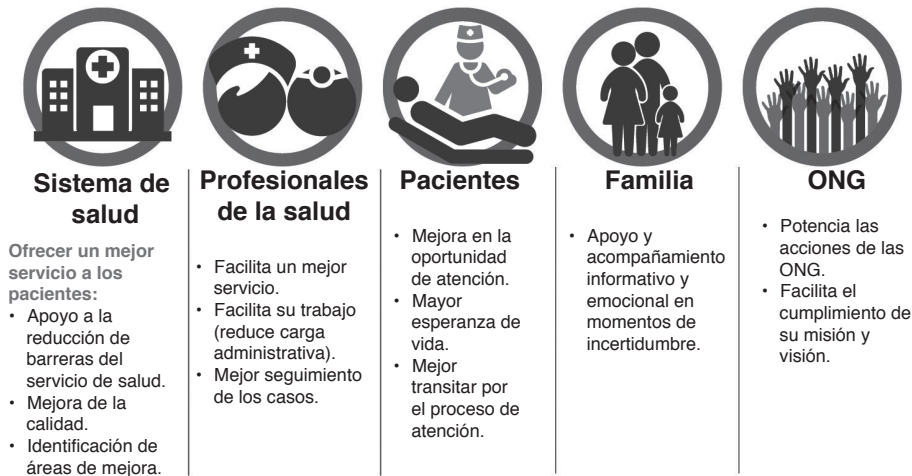 Sistema de
salud
Ofrecer un mejor
servicio a los
pacientes:
• Apoyo a la
reducción de
barreras del
servicio de salud.
• Mejora de la
calidad.
• Identificación de
áreas de mejora.
Profesionales
de la salud
• Facilita un mejor
servicio.
• Facilita su trabajo
(reduce carga
administrativa).
• Mejor seguimiento
de los casos.
Pacientes
• Mejora en la
oportunidad
de atención.
• Mayor
esperanza de
vida.
• Mejor
transitar por
el proceso de
atención.
Familia
• Apoyo y
acompañamiento
informativo y
emocional en
momentos de
incertidumbre.
ONG
• Potencia las
acciones de las
ONG.
• Facilita el
cumplimiento de
su misión y
visión.